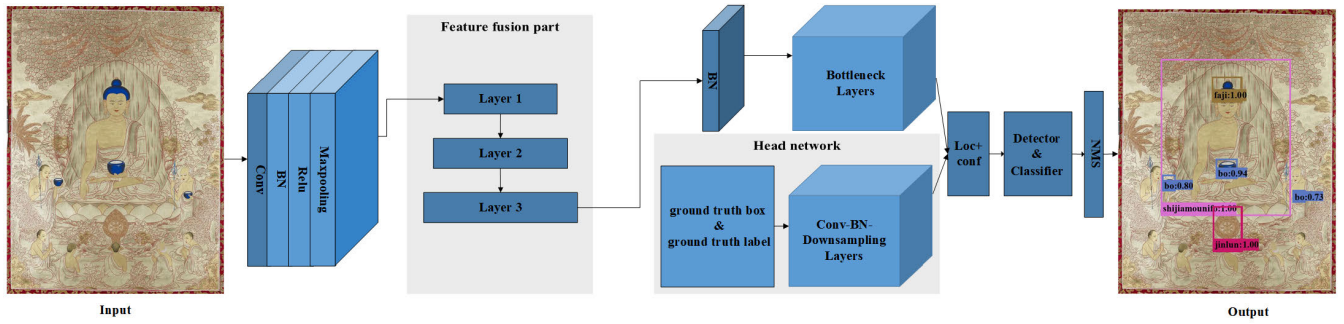 Input
Conv
BN
Relu
Maxpooling
Feature fusion part
Layer 1
Layer 2
Layer 3
BN
Bottleneck
Layers
Head network
ground truth box
&
ground truth label
Conv-BN-
Downsampling
Layers
Loc+
conf
Detector
&
Classifier
NMS
faji:1.00
bo:0.94
bo:0.80
bo:0.73
shijiamounifo:1.00
jinlun:1.00
Output